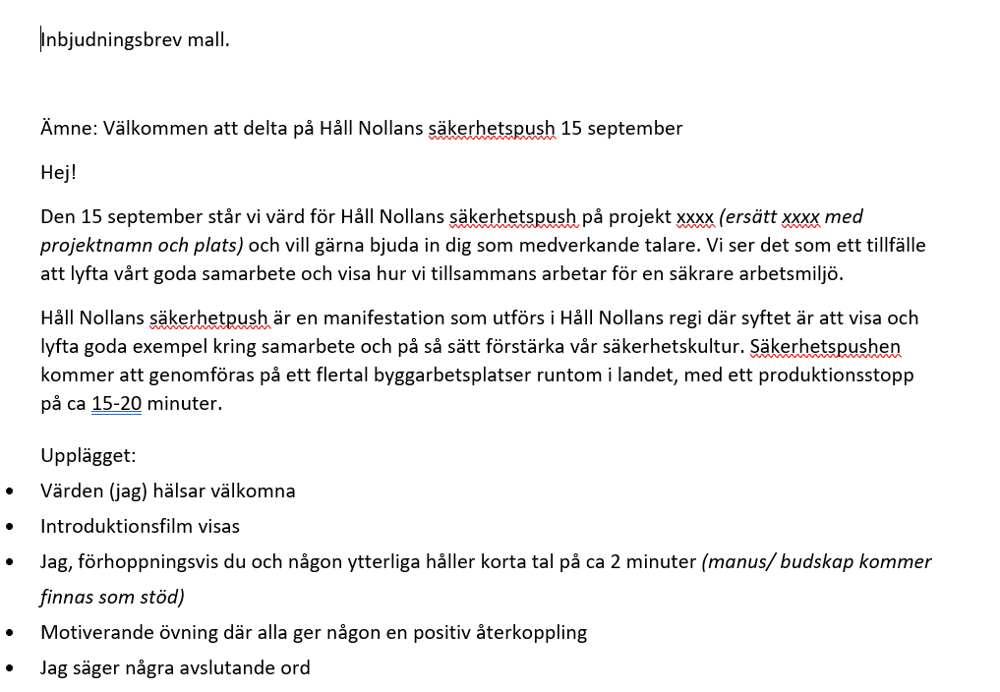 Inbjudningsbrev mall.
Ämne: Välkommen att delta på Håll Nollans säkerhetspush 15 september
Hej!
Den 15 september står vi värd för Håll Nollans säkerhetspush på projekt xxxx (ersätt xxxx med
projektnamn och plats) och vill gärna bjuda in dig som medverkande talare. Vi ser det som ett tillfälle
att lyfta vårt goda samarbete och visa hur vi tillsammans arbetar för en säkrare arbetsmiljö.
Håll Nollans säkerhetpush är en manifestation som utförs i Håll Nollans regi där syftet är att visa och
lyfta goda exempel kring samarbete och på så sätt förstärka vår säkerhetskultur. Säkerhetspushen
kommer att genomföras på ett flertal byggarbetsplatser runtom i landet, med ett produktionsstopp
på ca 15-20 minuter.
Upplägget:
• Värden (jag) hälsar välkomna
• Introduktionsfilm visas
• Jag, förhoppningsvis du och någon ytterliga håller korta tal på ca 2 minuter (manus/ budskap kommer
finnas som stöd)
• Motiverande övning där alla ger någon en positiv återkoppling
• Jag säger några avslutande ord